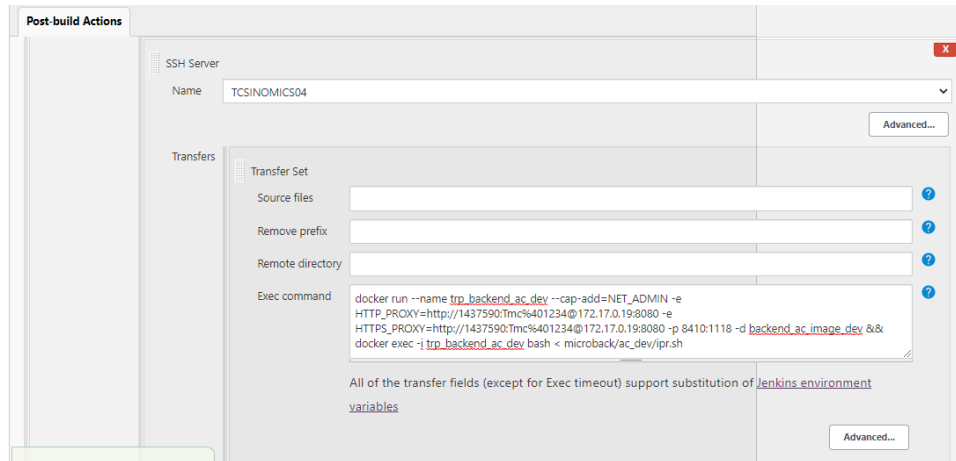 Post-build Actions
X
SSH Server
Name
TCSINOMICS04
Advanced...
Transfers
Transfer Set
Source files
?
Remove prefix
?
Remote directory
?
Exec command
docker run --name trp_backend_ac_dev --cap-add=NET_ADMIN -e
HTTP_PROXY=http://1437590:Tmc%401234@172.17.0.19:8080 -e
HTTPS_PROXY=http://1437590:Tmc%401234@172.17.0.19:8080 -p 8410:1118 -d backend_ac_image_dev &&
docker exec -i trp_backend_ac_dev bash < microback/ac_dev/ipr.sh
?
All of the transfer fields (except for Exec timeout) support substitution of Jenkins environment
variables
Advanced...